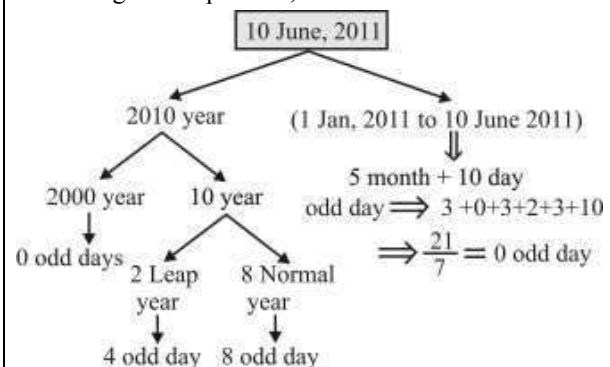 10 June, 2011
2010 year
(1 Jan, 2011 to 10 June 2011)
5 month + 10 day
2000 year
10 year
odd day ⟹ 3 +0+3+2+3+10
0 odd days
⟹ 21/7 = 0 odd day
2 Leap year
8 Normal year
4 odd day
8 odd day